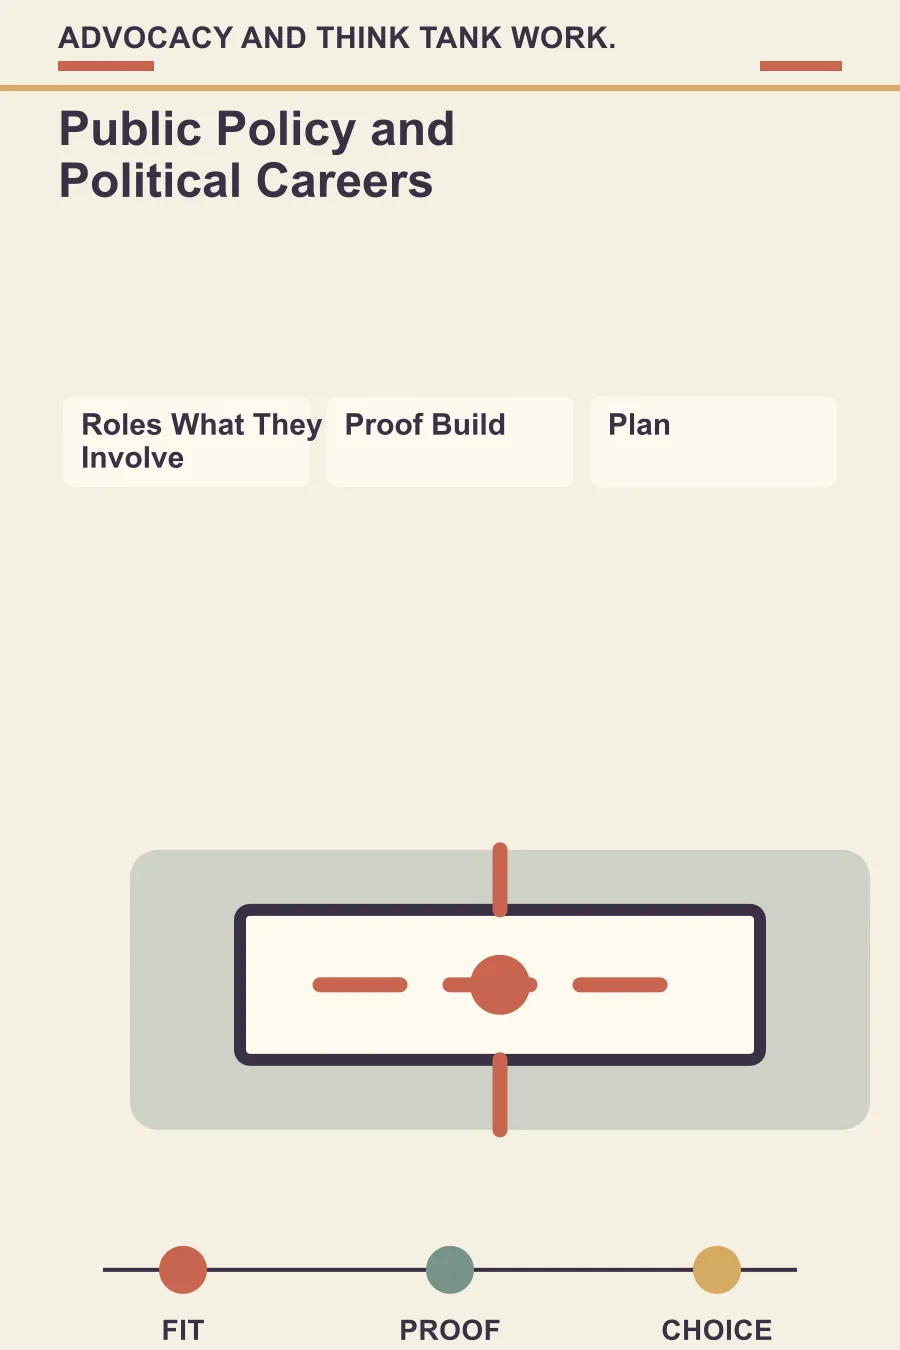 ADVOCACY AND THINK TANK WORK.
Public Policy and
Political Careers
Roles What They
Involve
Proof Build
Plan
FIT
PROOF
CHOICE